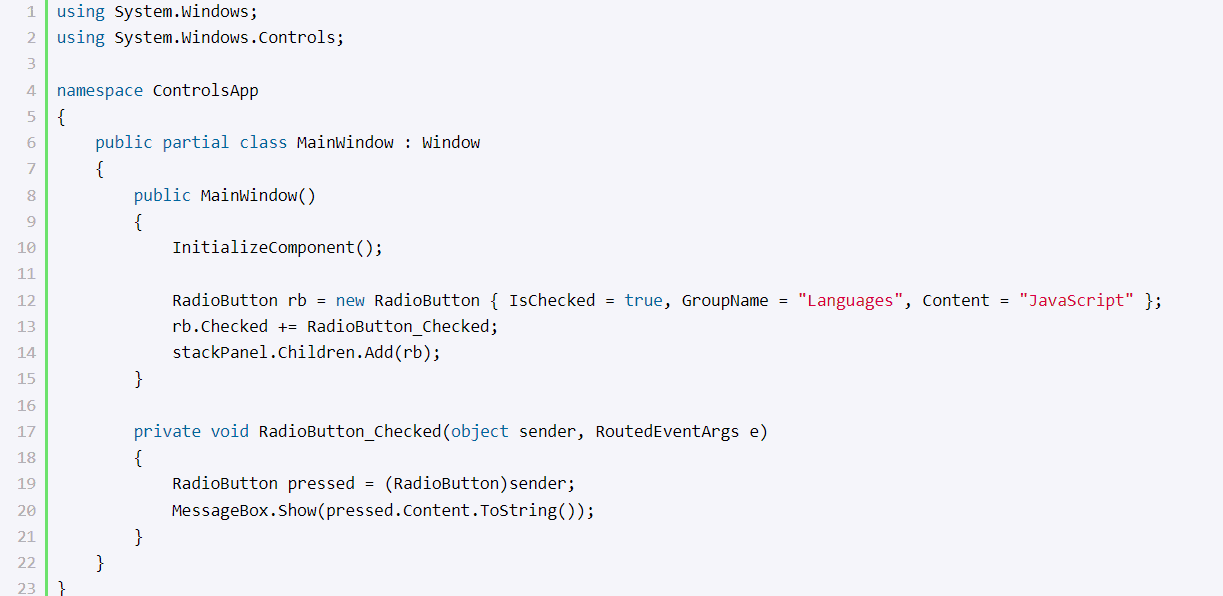 1 using System.Windows;
2 using System.Windows.Controls;
3
4 namespace ControlsApp
5 {
6     public partial class MainWindow : Window
7     {
8         public MainWindow()
9         {
10             InitializeComponent();
11
12             RadioButton rb = new RadioButton { IsChecked = true, GroupName = "Languages", Content = "JavaScript" };
13             rb.Checked += RadioButton_Checked;
14             stackPanel.Children.Add(rb);
15         }
16
17         private void RadioButton_Checked(object sender, RoutedEventArgs e)
18         {
19             RadioButton pressed = (RadioButton)sender;
20             MessageBox.Show(pressed.Content.ToString());
21         }
22     }
23 }